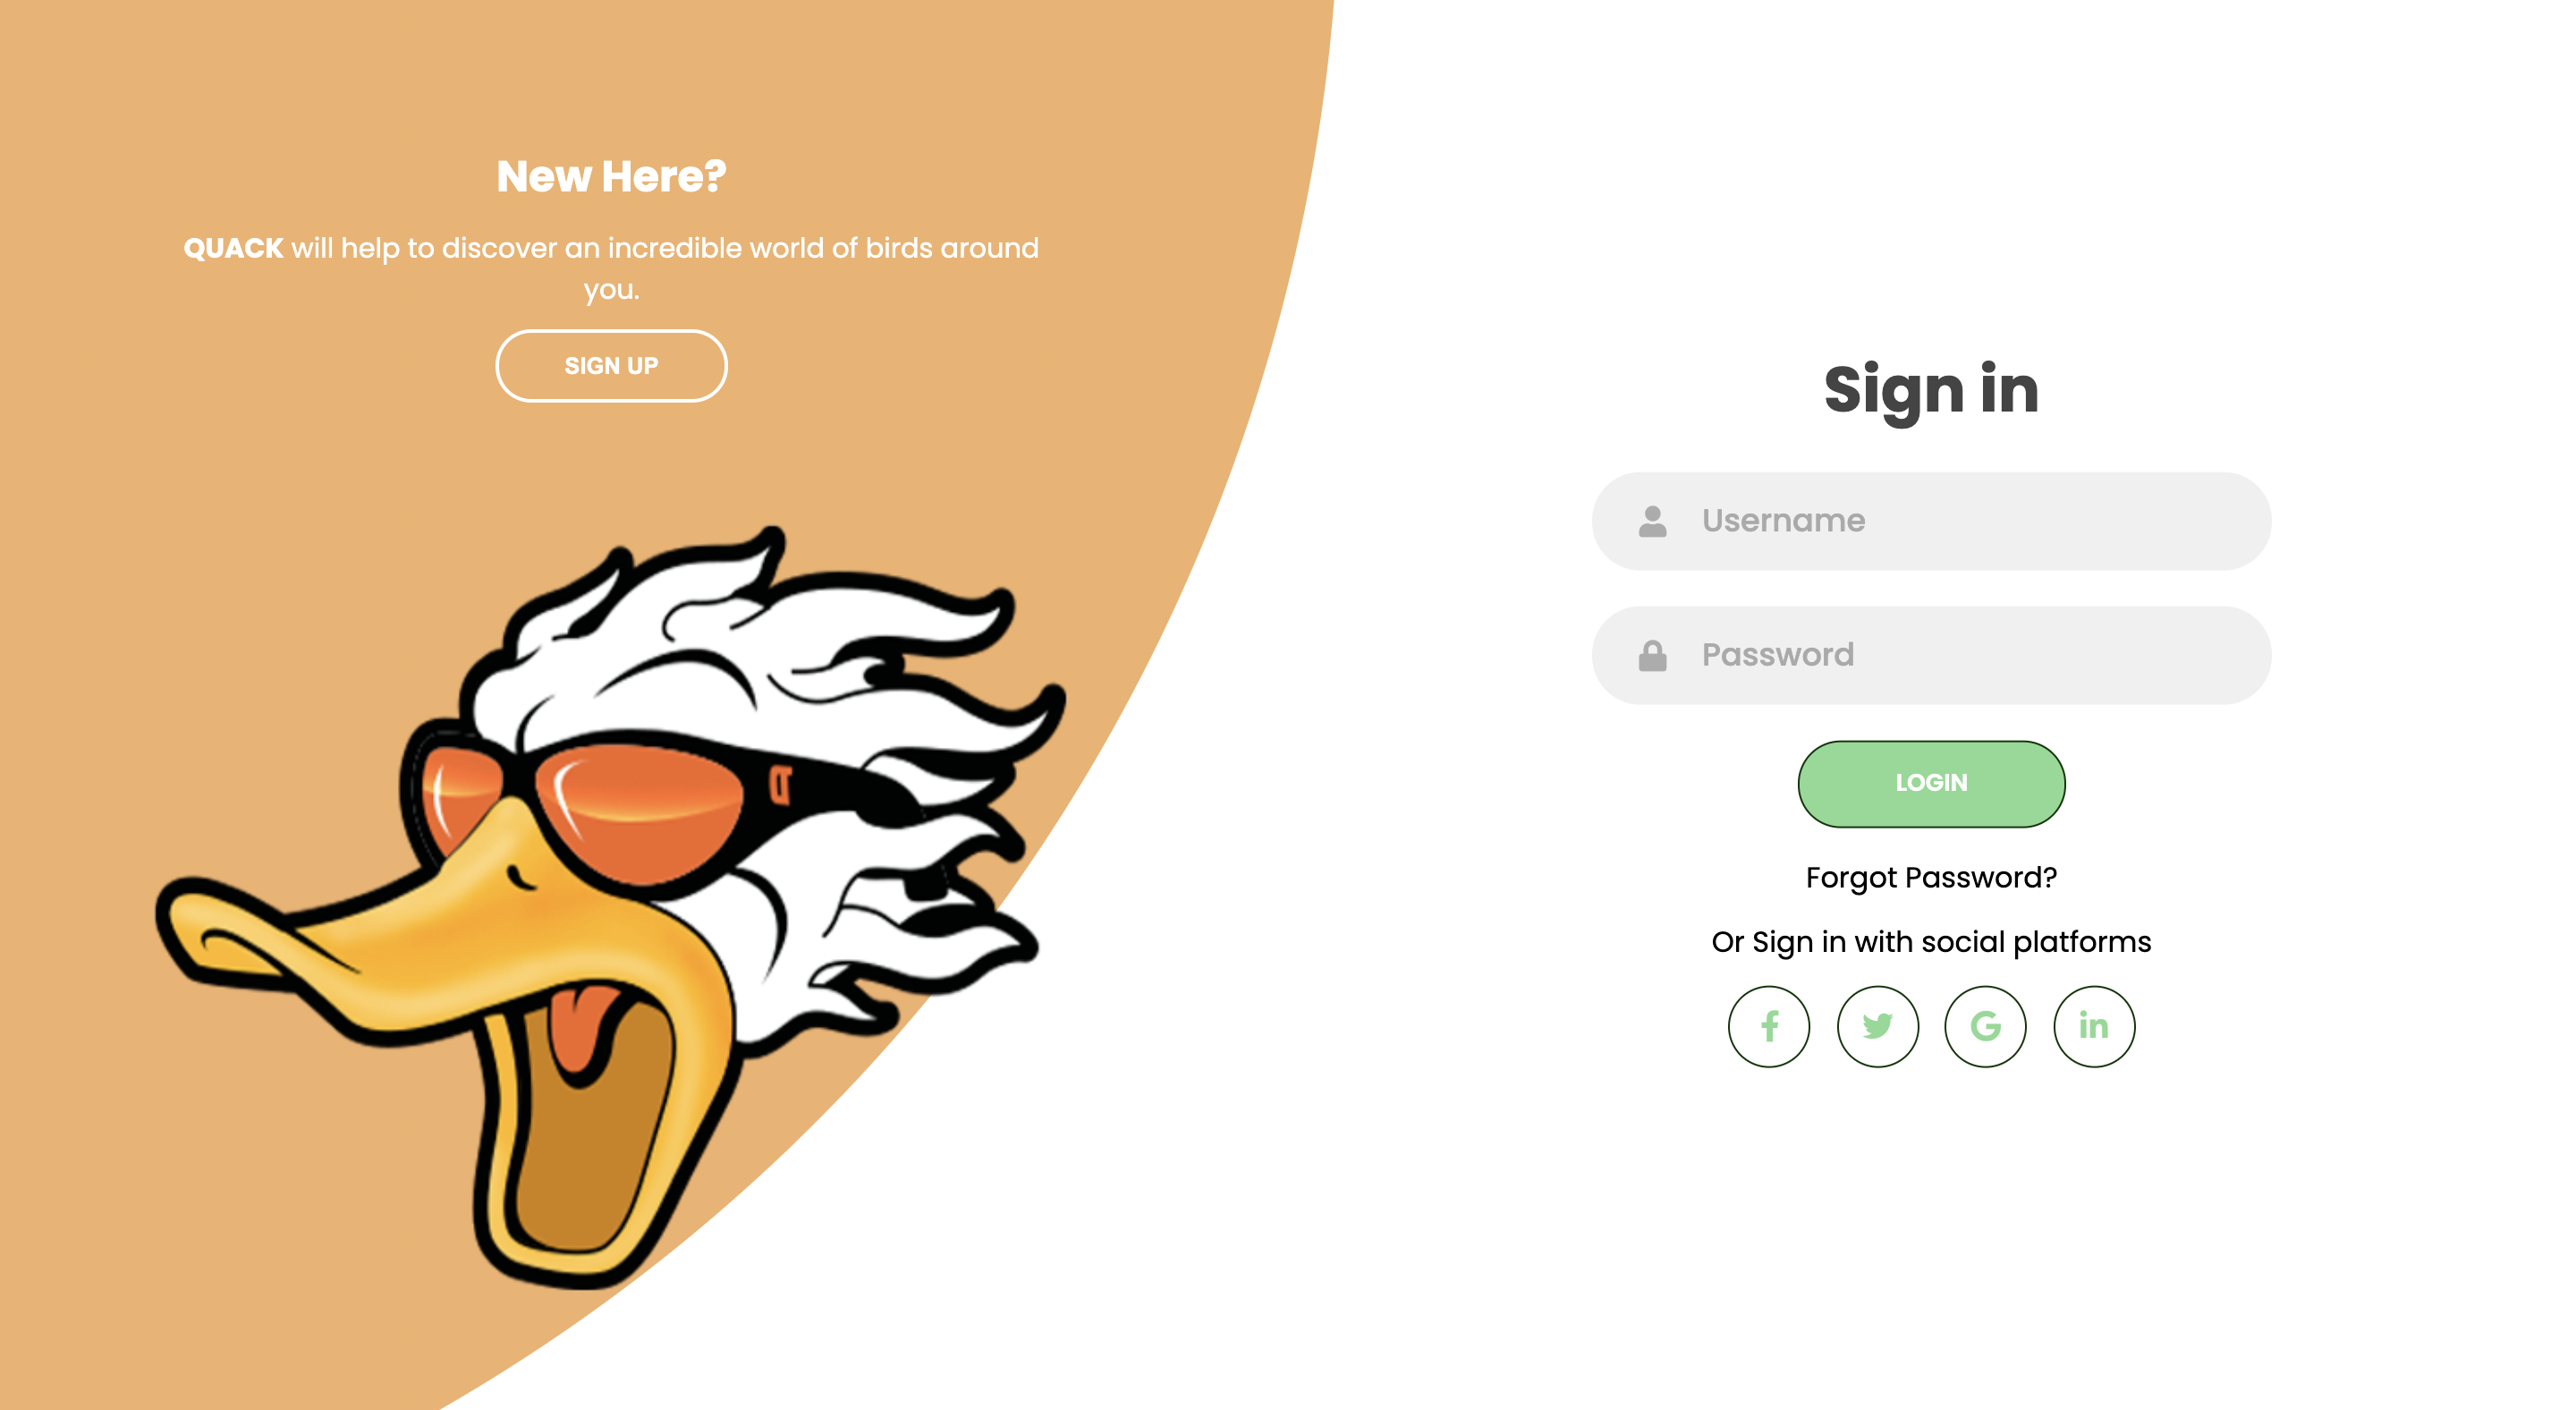 New Here?
QUACK will help to discover an incredible world of birds around
you.
SIGN UP
Sign in
Username
Password
LOGIN
Forgot Password?
Or Sign in with social platforms